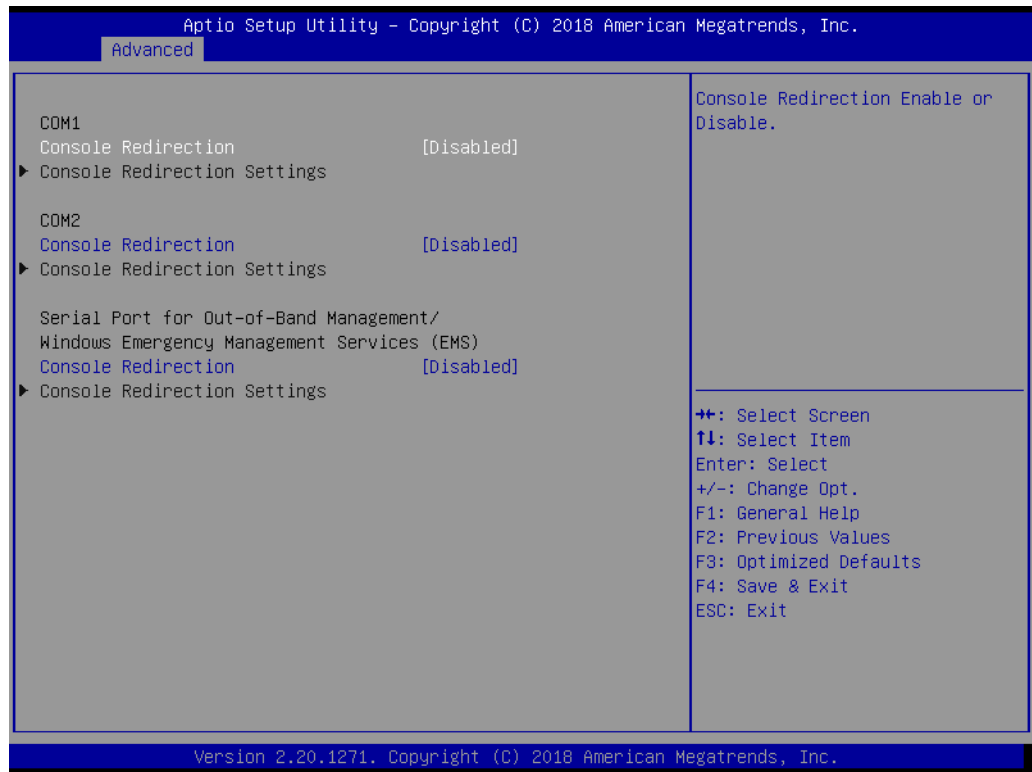 Aptio Setup Utility – Copyright (C) 2018 American Megatrends, Inc.
Advanced
COM1
Console Redirection [Disabled]
Console Redirection Settings
COM2
Console Redirection [Disabled]
Console Redirection Settings
Serial Port for Out-of-Band Management/
Windows Emergency Management Services (EMS)
Console Redirection [Disabled]
Console Redirection Settings
Console Redirection Enable or
Disable.
→←: Select Screen
↑↓: Select Item
Enter: Select
+/-: Change Opt.
F1: General Help
F2: Previous Values
F3: Optimized Defaults
F4: Save & Exit
ESC: Exit
Version 2.20.1271. Copyright (C) 2018 American Megatrends, Inc.